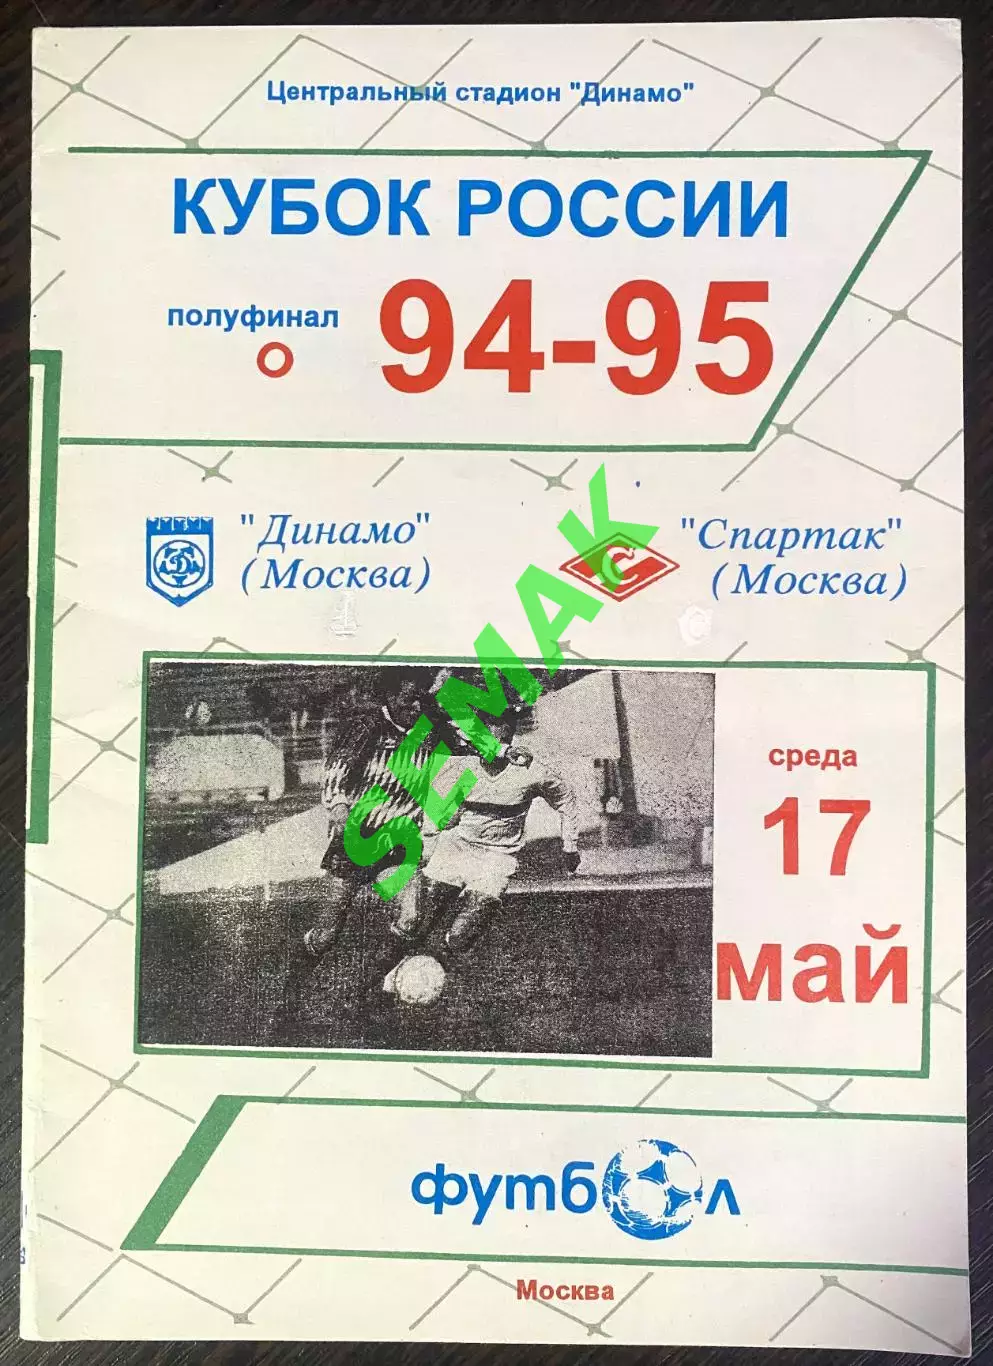 Центральный стадион "Динамо"
КУБОК РОССИИ
полуфинал
94-95
"Динамо"
(Москва)
"Спартак"
(Москва)
SEMAK
среда
17
май
футбол
Москва